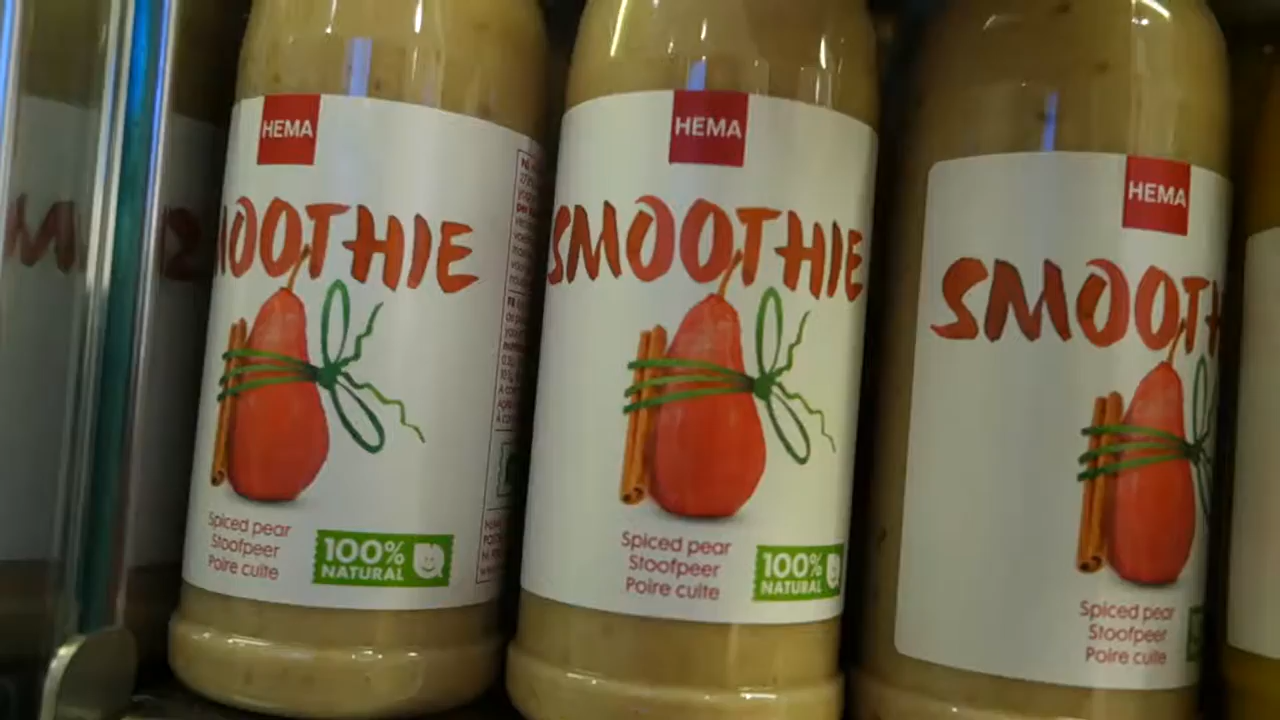 HEMA
MOOTHIE
Spiced pear
Stoofpeer
Poire cuite
100%
NATURAL
HEMA
SMOOTHIE
Spiced pear
Stoofpeer
Poire cuite
100%
NATURAL
HEMA
SMOOTH
Spiced pear
Stoofpeer
Poire cuite